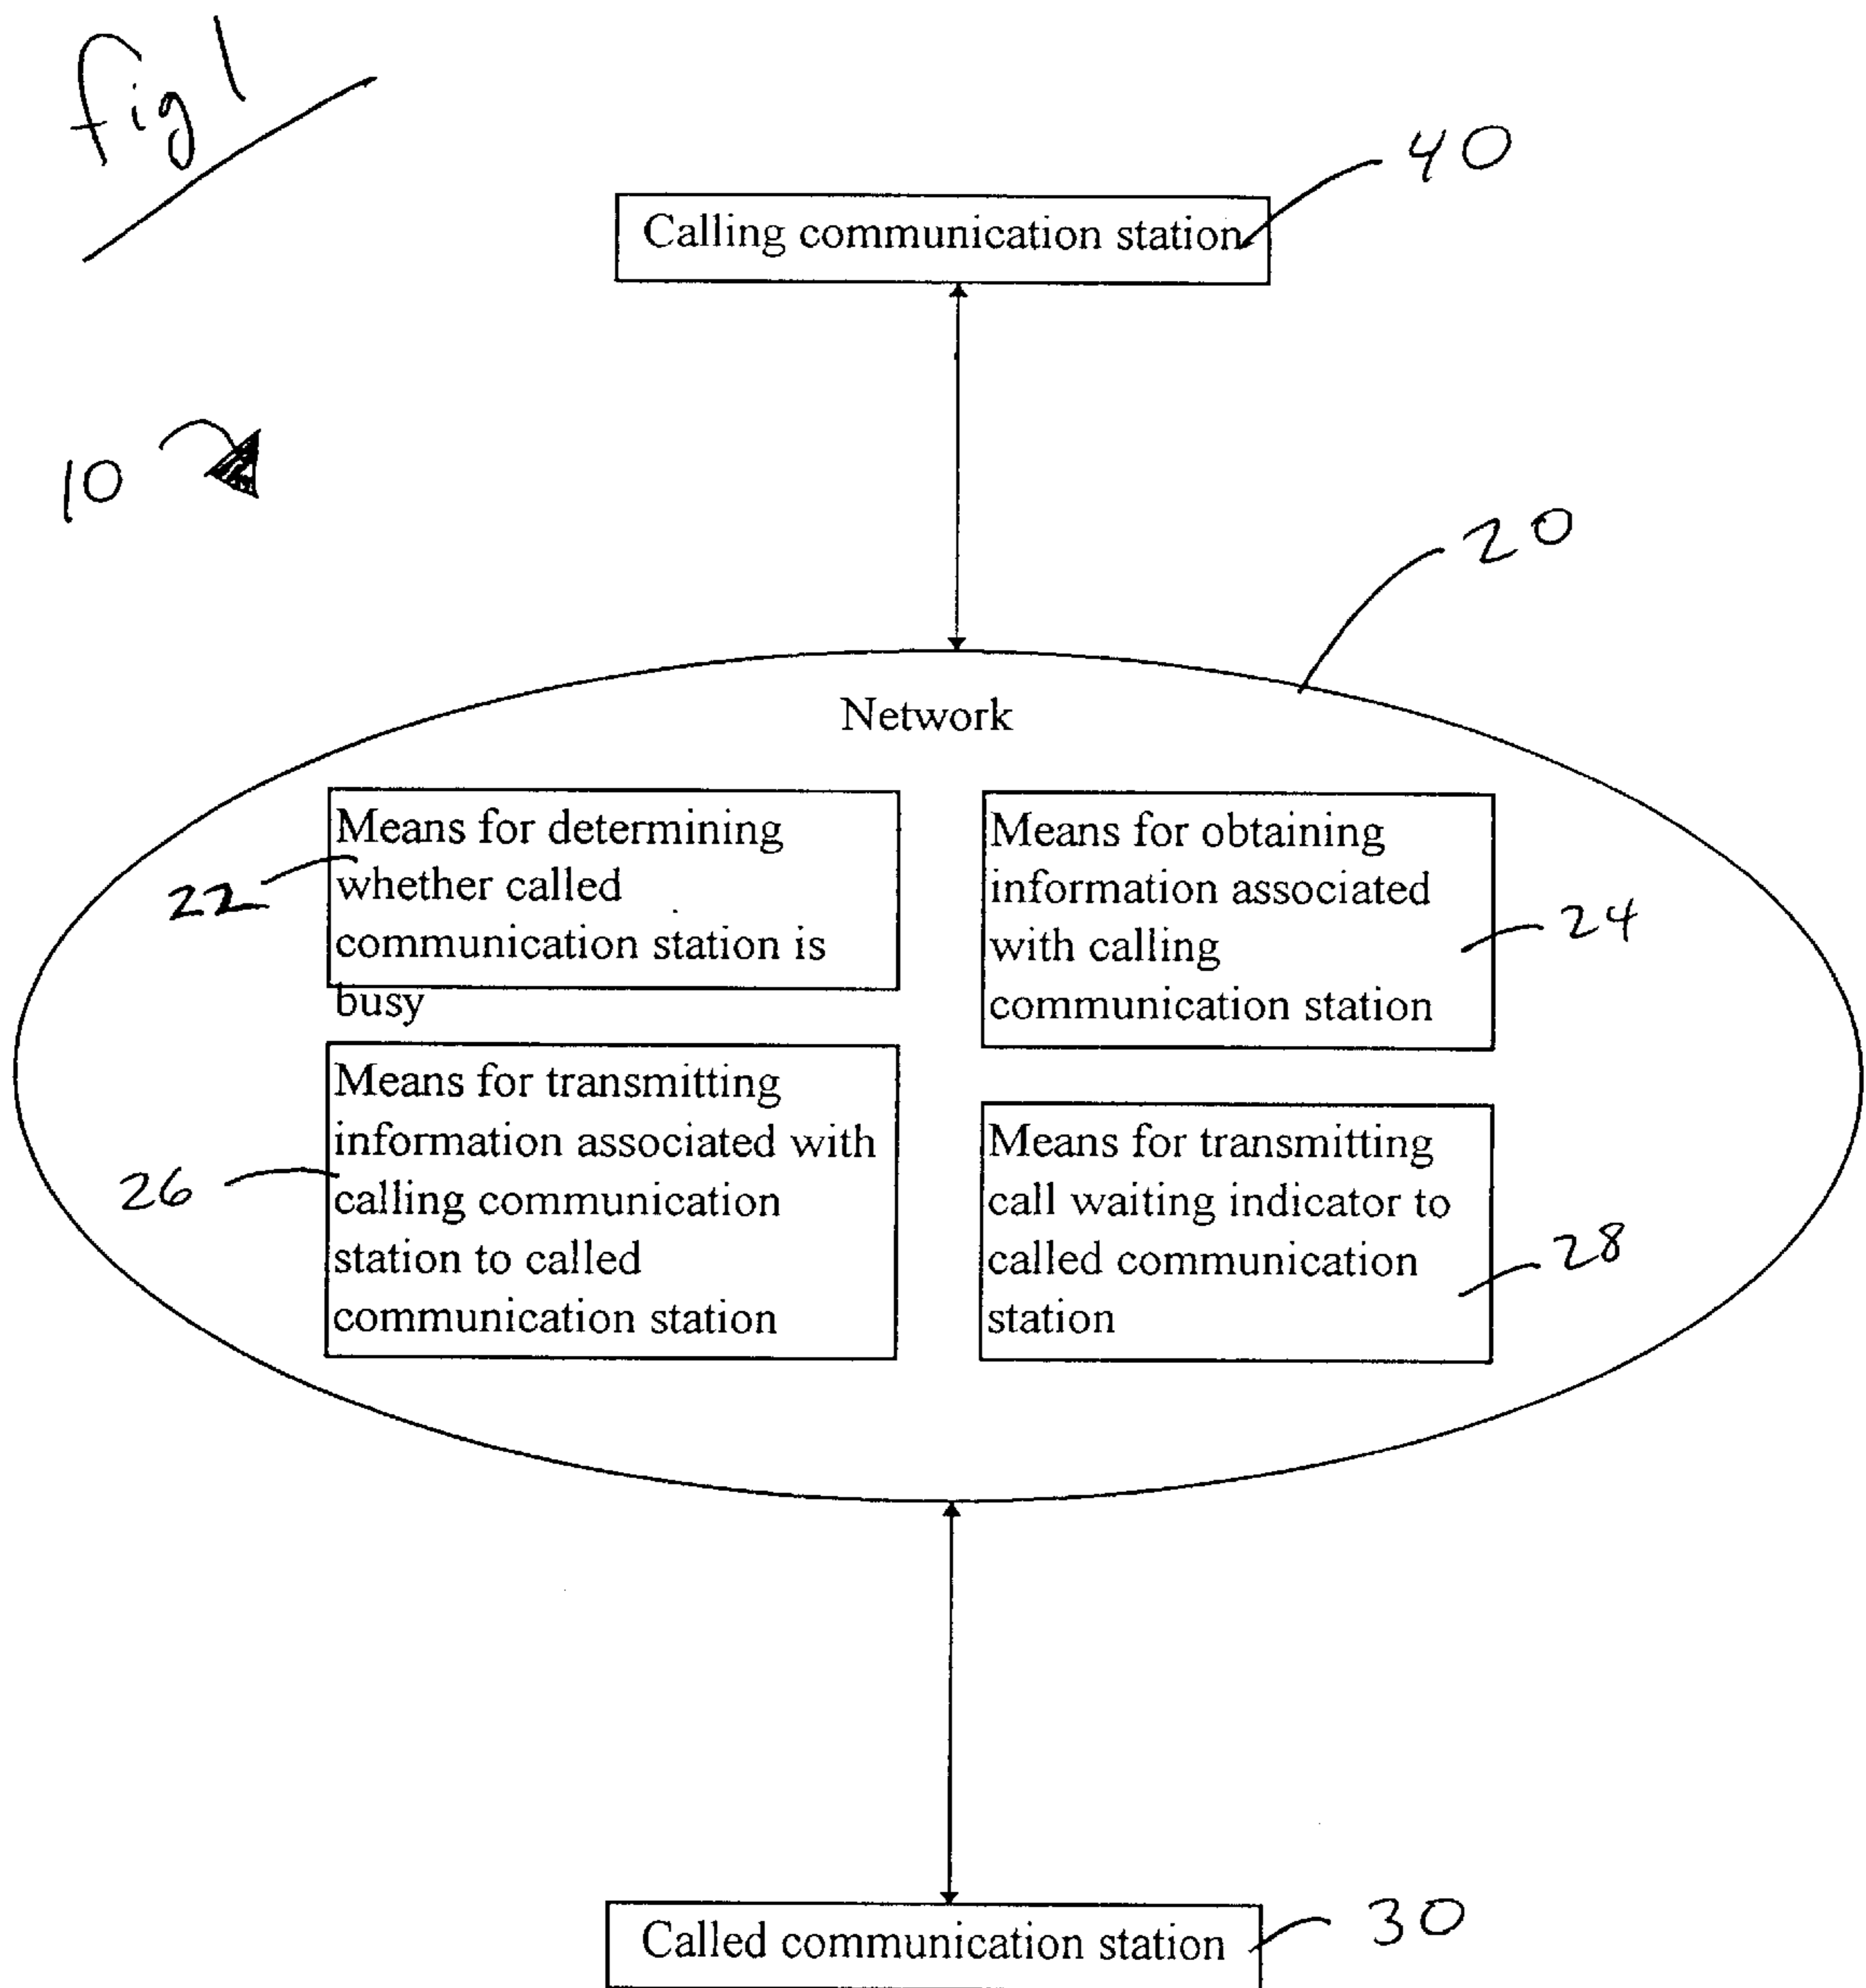 fig 1
40
Calling communication station
10
20
Network
Means for determining
whether called
communication station is
busy
22
Means for obtaining
information associated
with calling
communication station
24
Means for transmitting
information associated with
calling communication
station to called
communication station
26
Means for transmitting
call waiting indicator to
called communication
station
28
Called communication station
30